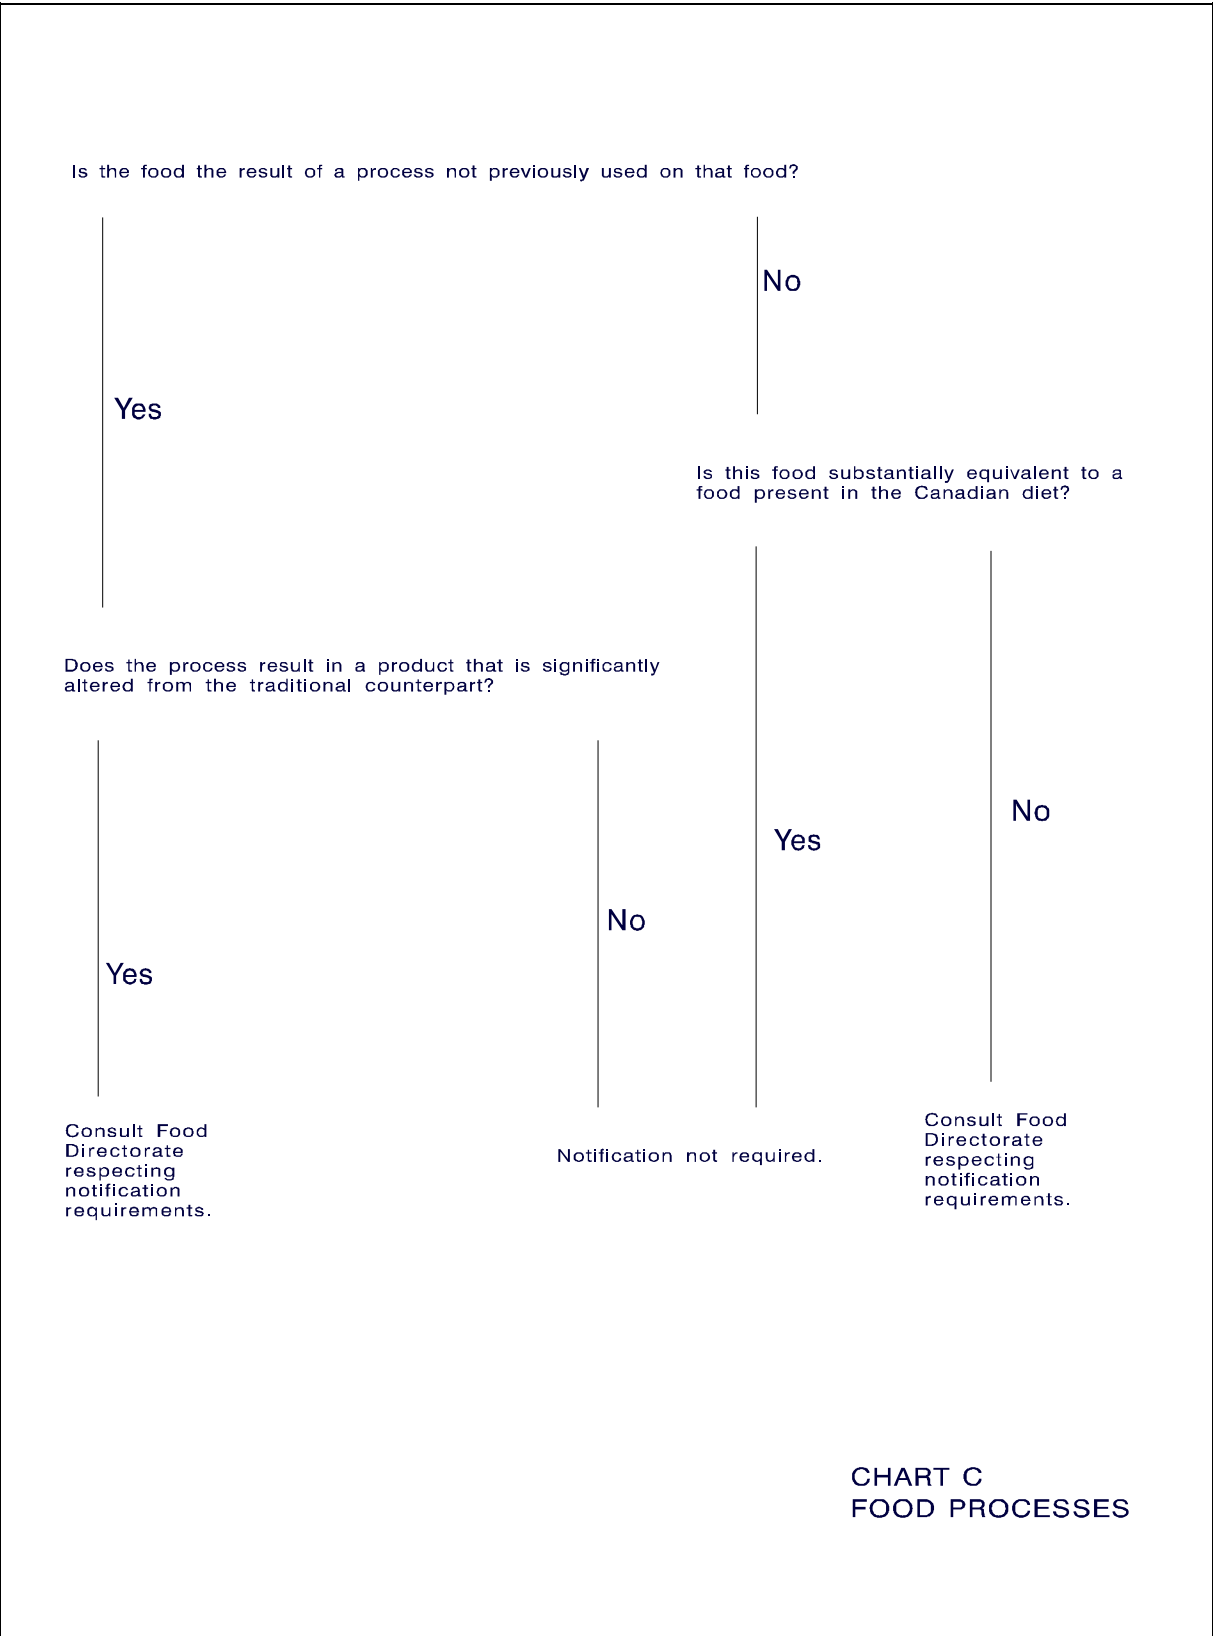 Is the food the result of a process not previously used on that food?
No
Yes
Is this food substantially equivalent to a
food present in the Canadian diet?
Does the process result in a product that is significantly
altered from the traditional counterpart?
No
Yes
No
Yes
Consult Food
Directorate
respecting
notification
requirements.
Notification not required.
Consult Food
Directorate
respecting
notification
requirements.
CHART C
FOOD PROCESSES